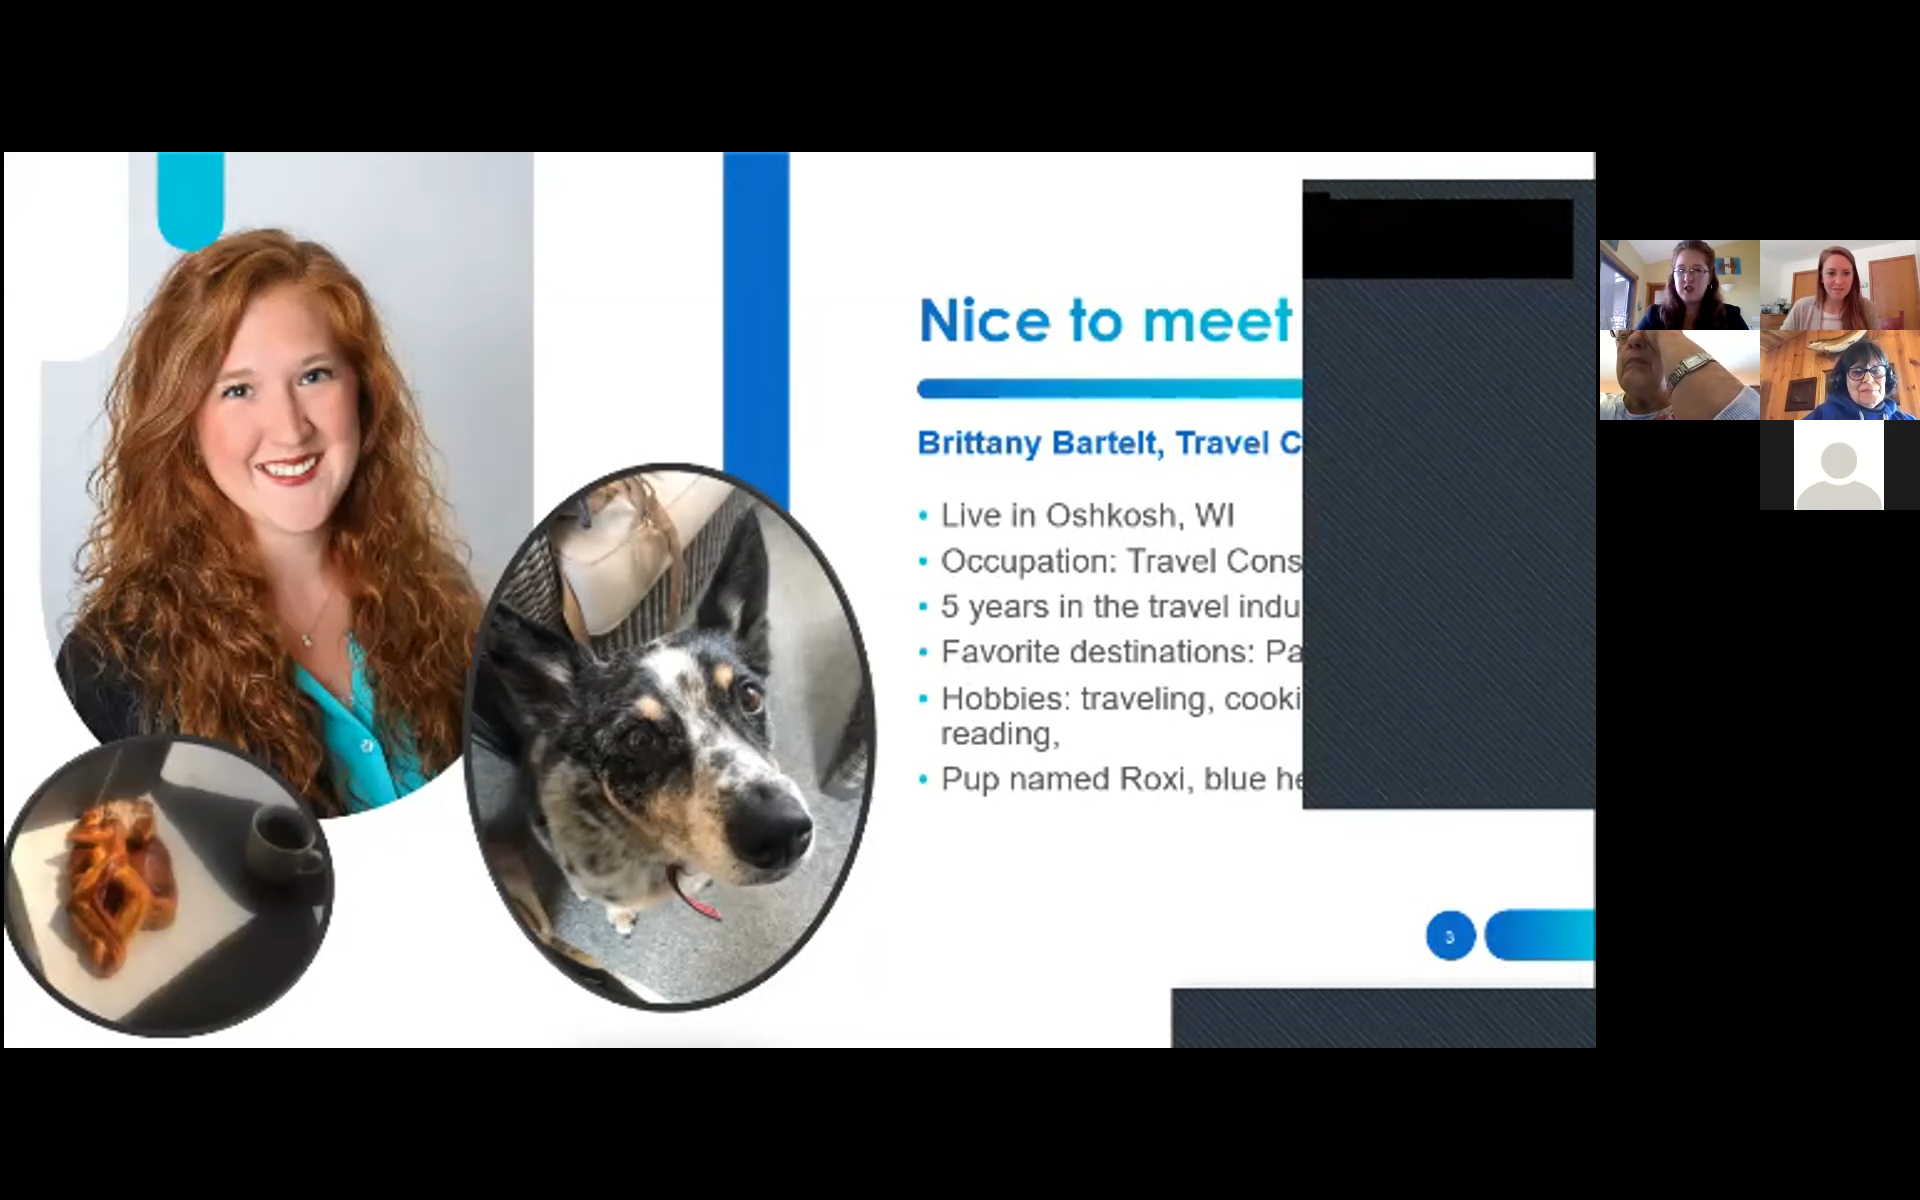 Nice to meet
Brittany Bartelt, Travel C
• Live in Oshkosh, WI
• Occupation: Travel Cons
• 5 years in the travel indu
• Favorite destinations: Pa
• Hobbies: traveling, cooki
reading,
• Pup named Roxi, blue he
3